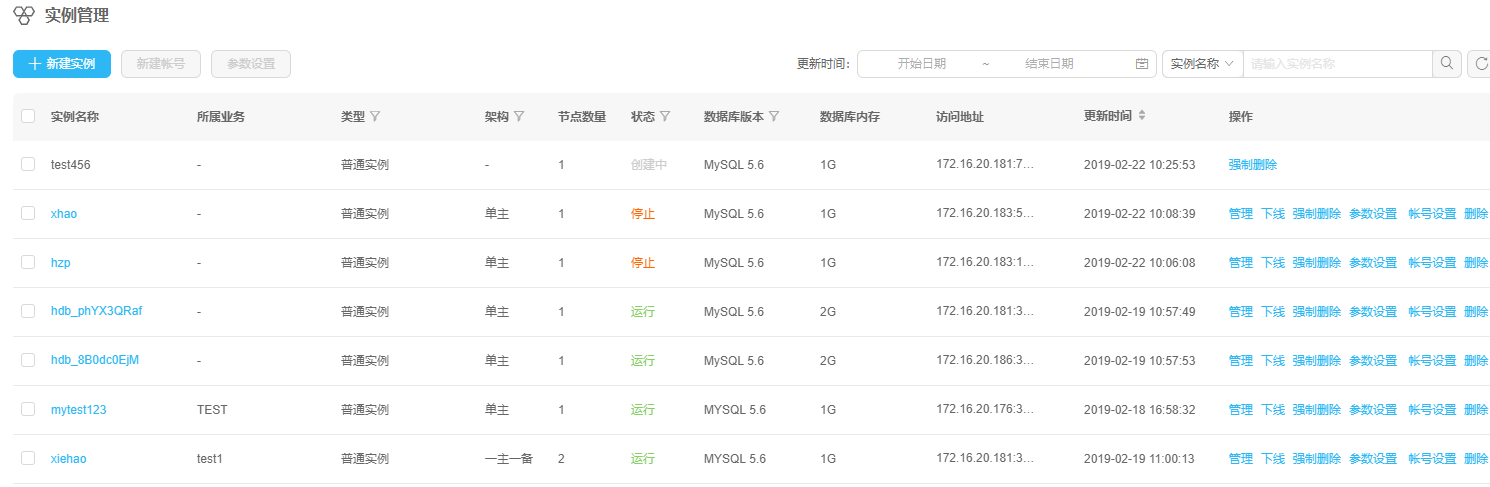 实例管理
新建实例 新建帐号 参数设置 更新时间: 开始日期 ~ 结束日期 实例名称 请输入实例名称
实例名称 所属业务 类型 架构 节点数量 状态 数据库版本 数据库内存 访问地址 更新时间 操作
test456 - 普通实例 - 1 创建中 MySQL 5.6 1G 172.16.20.181:7... 2019-02-22 10:25:53 强制删除
xhao - 普通实例 单主 1 停止 MySQL 5.6 1G 172.16.20.183:5... 2019-02-22 10:08:39 管理 下线 强制删除 参数设置 帐号设置 删除
hzp - 普通实例 单主 1 停止 MySQL 5.6 1G 172.16.20.183:1... 2019-02-22 10:06:08 管理 下线 强制删除 参数设置 帐号设置 删除
hdb_phYX3QRaf - 普通实例 单主 1 运行 MySQL 5.6 2G 172.16.20.181:3... 2019-02-19 10:57:49 管理 下线 强制删除 参数设置 帐号设置 删除
hdb_8B0dc0EjM - 普通实例 单主 1 运行 MySQL 5.6 2G 172.16.20.186:3... 2019-02-19 10:57:53 管理 下线 强制删除 参数设置 帐号设置 删除
mytest123 TEST 普通实例 单主 1 运行 MYSQL 5.6 1G 172.16.20.176:3... 2019-02-18 16:58:32 管理 下线 强制删除 参数设置 帐号设置 删除
xiehao test1 普通实例 一主一备 2 运行 MYSQL 5.6 1G 172.16.20.181:3... 2019-02-19 11:00:13 管理 下线 强制删除 参数设置 帐号设置 删除